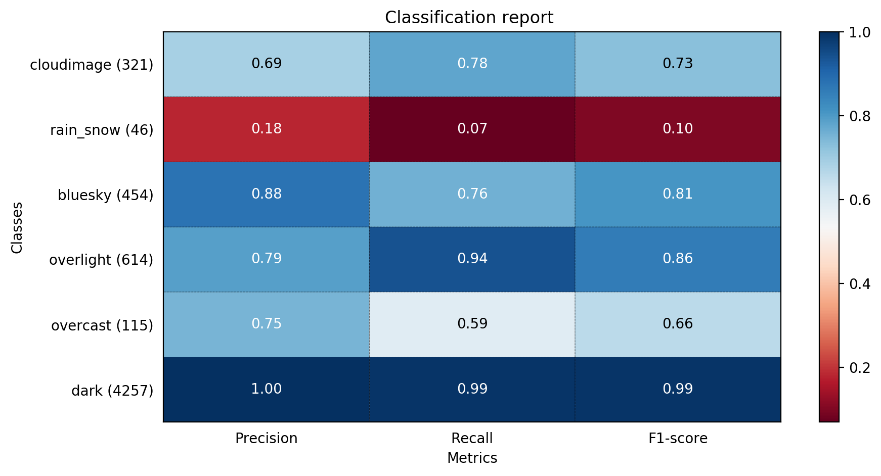 Classification report
cloudimage (321) 0.69 0.78 0.73
rain_snow (46) 0.18 0.07 0.10
bluesky (454) 0.88 0.76 0.81
overlight (614) 0.79 0.94 0.86
overcast (115) 0.75 0.59 0.66
dark (4257) 1.00 0.99 0.99
Precision Recall F1-score
Metrics
Classes
1.0
0.8
0.6
0.4
0.2